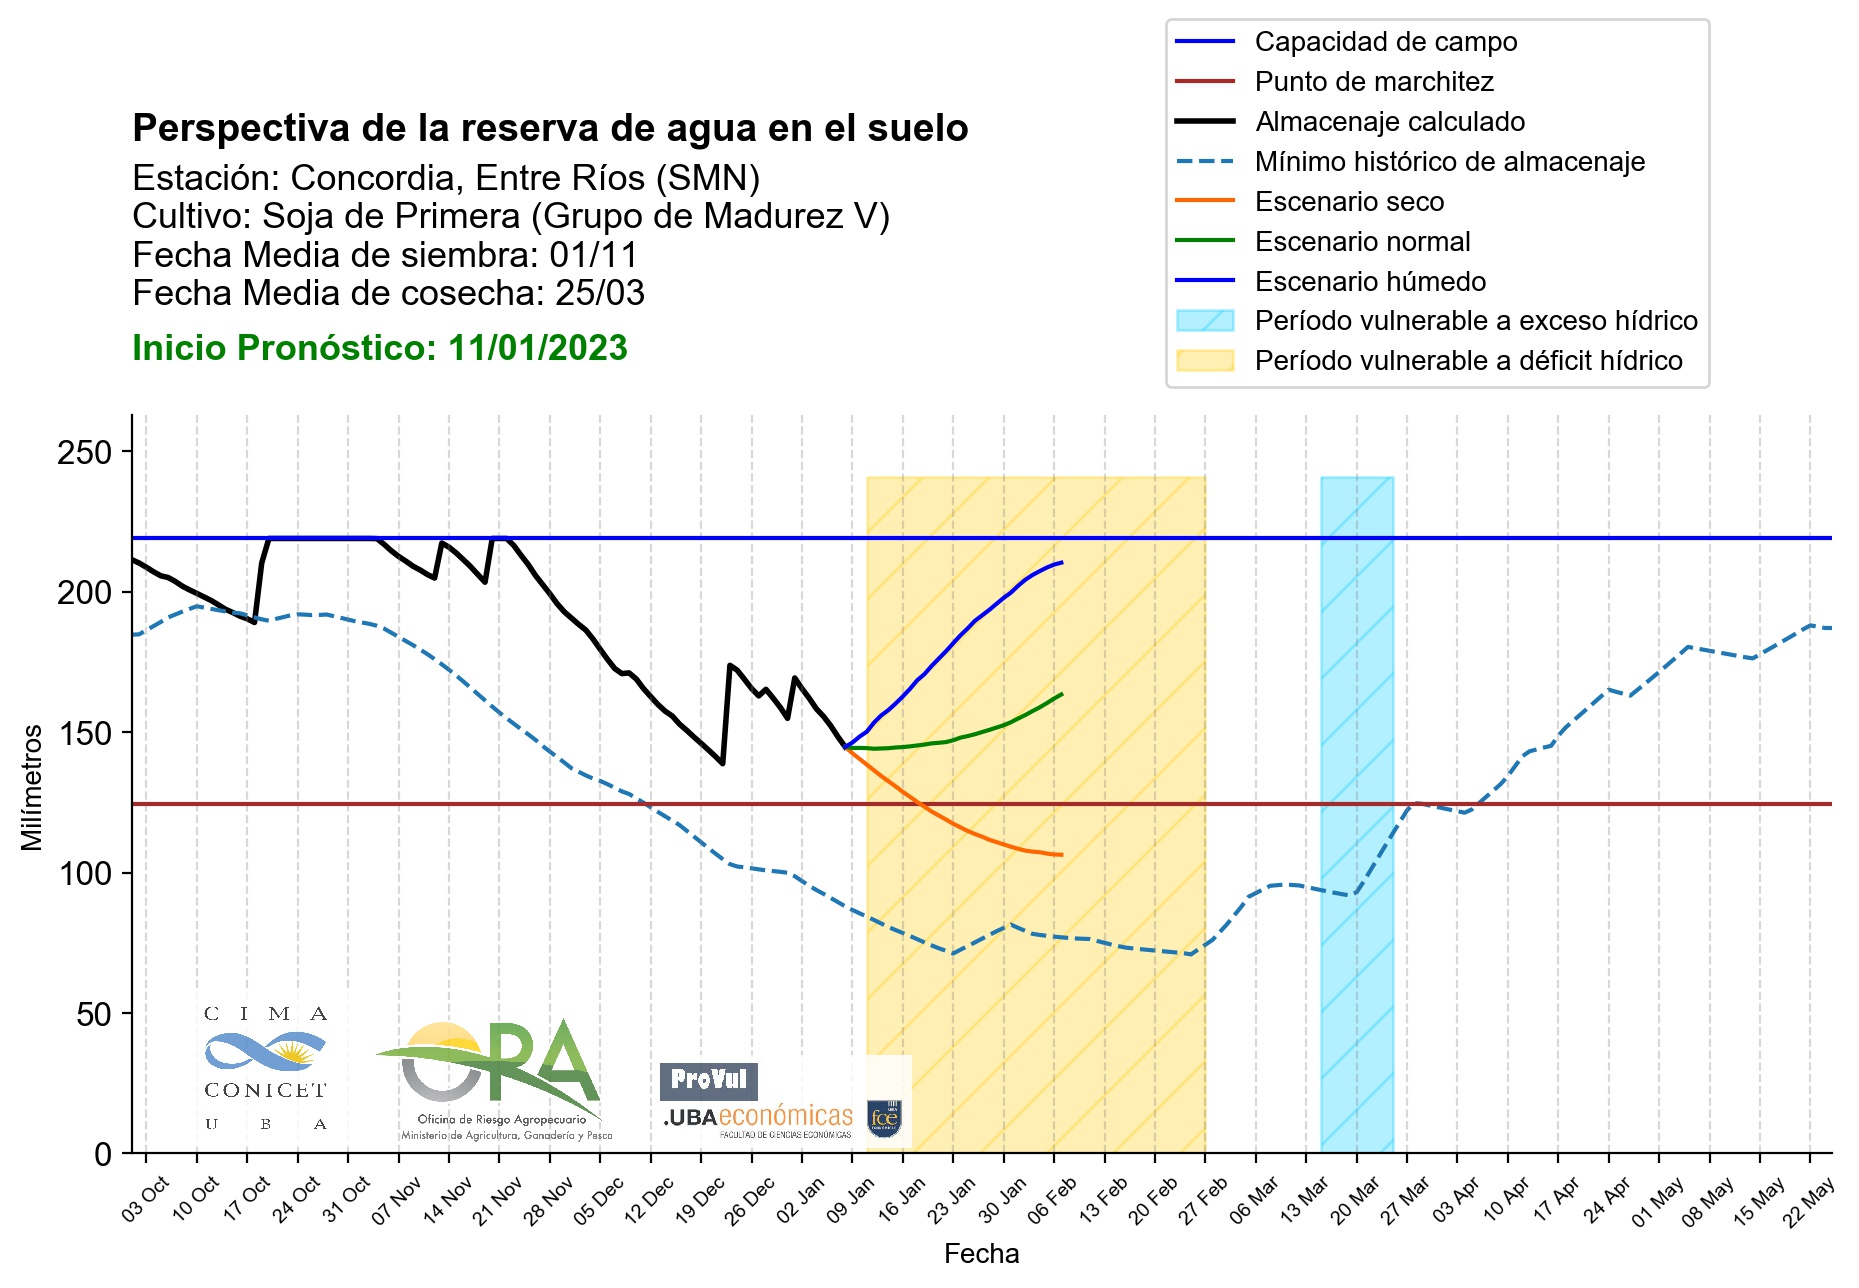 Capacidad de campo
Punto de marchitez
Almacenaje calculado
Mínimo histórico de almacenaje
Escenario seco
Escenario normal
Escenario húmedo
Período vulnerable a exceso hídrico
Período vulnerable a déficit hídrico
Perspectiva de la reserva de agua en el suelo
Estación: Concordia, Entre Ríos (SMN)
Cultivo: Soja de Primera (Grupo de Madurez V)
Fecha Media de siembra: 01/11
Fecha Media de cosecha: 25/03
Inicio Pronóstico: 11/01/2023
250
200
150
100
50
0
Milímetros
CIMA
CONICET
UBA
ORA
Oficina de Riesgo Agropecuario
Ministerio de Agricultura, Ganadería y Pesca
ProVul
.UBAeconómicas
FACULTAD DE CIENCIAS ECONÓMICAS
fce
03 Oct
10 Oct
17 Oct
24 Oct
31 Oct
07 Nov
14 Nov
21 Nov
28 Nov
05 Dec
12 Dec
19 Dec
26 Dec
02 Jan
09 Jan
16 Jan
23 Jan
30 Jan
06 Feb
13 Feb
20 Feb
27 Feb
06 Mar
13 Mar
20 Mar
27 Mar
03 Apr
10 Apr
17 Apr
24 Apr
01 May
08 May
15 May
22 May
Fecha